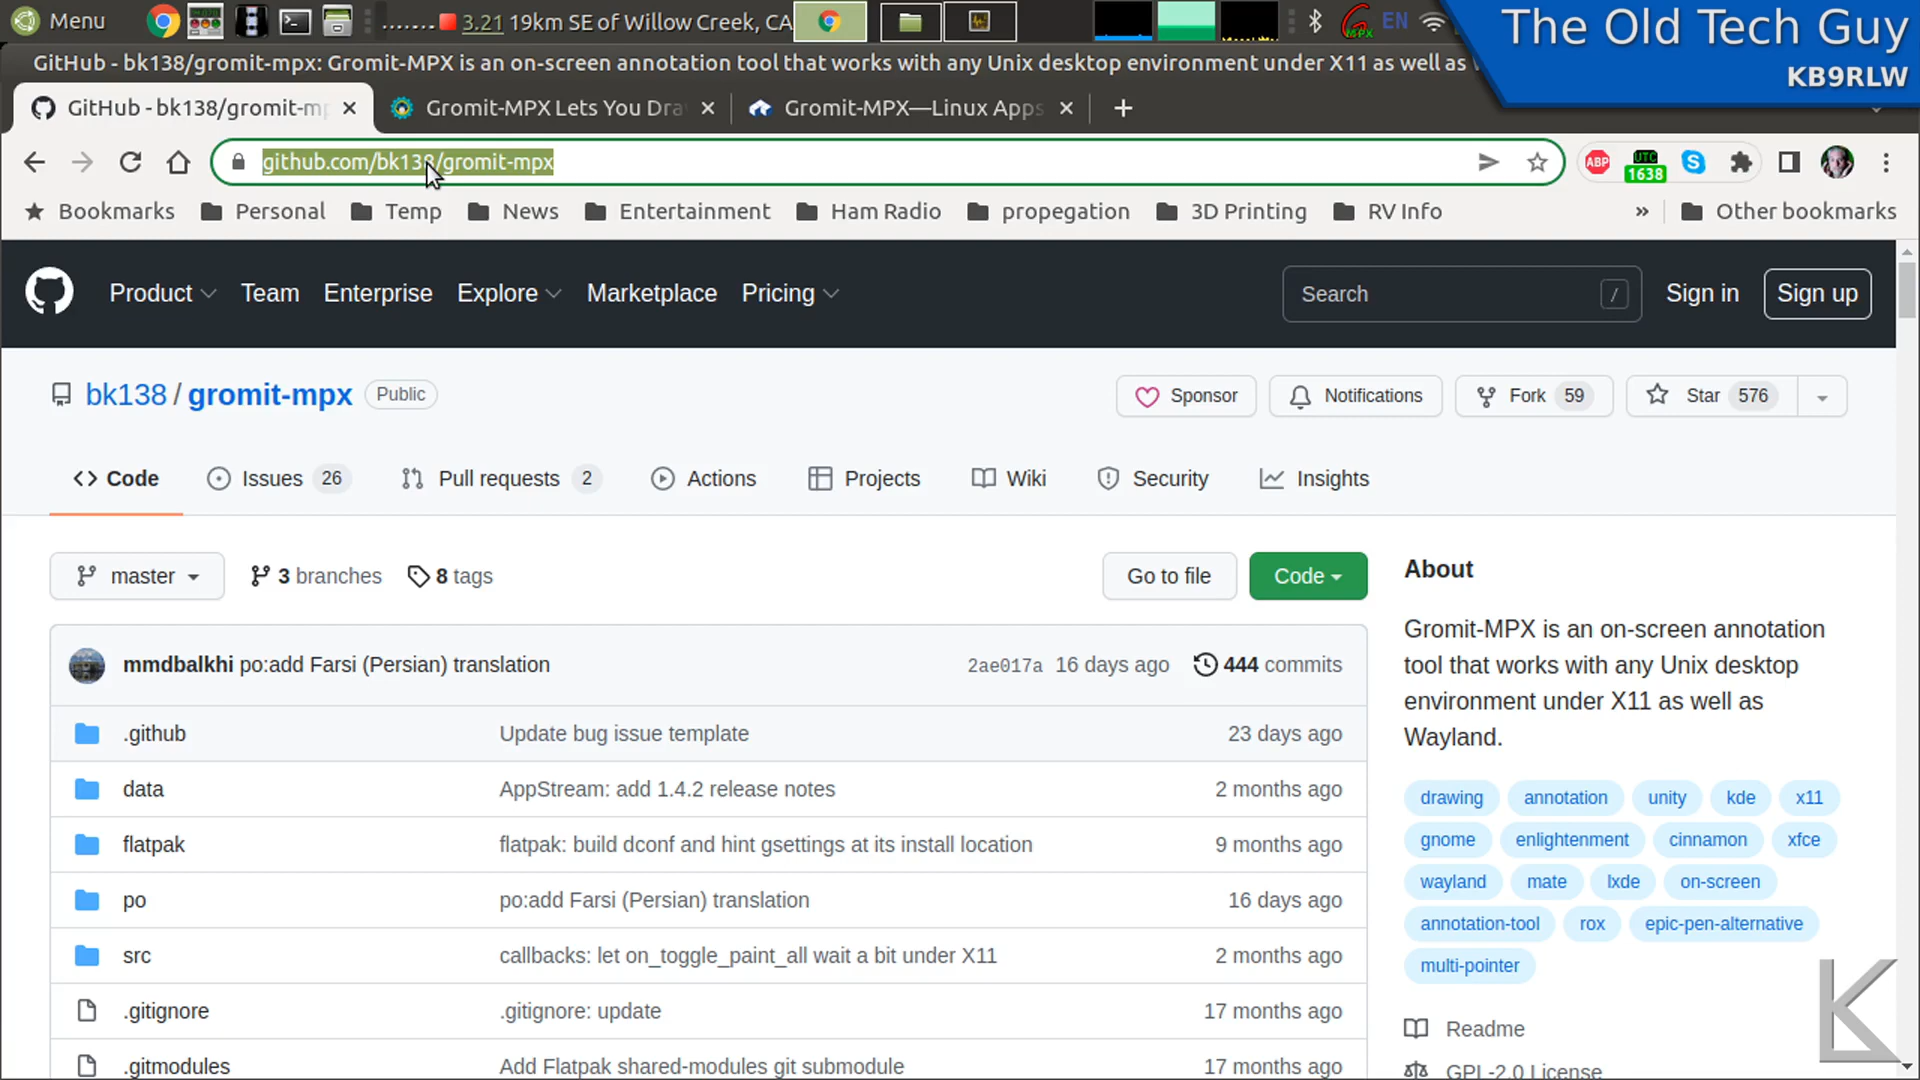 Menu
....... 3.21 19km SE of Willow Creek, CA
EN
The Old Tech Guy
KB9RLW
GitHub - bk138/gromit-mpx: Gromit-MPX is an on-screen annotation tool that works with any Unix desktop environment under X11 as well as
GitHub - bk138/gromit-mp
Gromit-MPX Lets You Dra
Gromit-MPX—Linux Apps
github.com/bk138/gromit-mpx
ABP
UTC
1638
Bookmarks
Personal
Temp
News
Entertainment
Ham Radio
propegation
3D Printing
RV Info
»
Other bookmarks
Product
Team
Enterprise
Explore
Marketplace
Pricing
Search /
Sign in
Sign up
bk138 / gromit-mpx Public
Sponsor
Notifications
Fork 59
Star 576
Code
Issues 26
Pull requests 2
Actions
Projects
Wiki
Security
Insights
master
3 branches
8 tags
Go to file
Code
mmdbalkhi po:add Farsi (Persian) translation 2ae017a 16 days ago 444 commits
.github Update bug issue template 23 days ago
data AppStream: add 1.4.2 release notes 2 months ago
flatpak flatpak: build dconf and hint gsettings at its install location 9 months ago
po po:add Farsi (Persian) translation 16 days ago
src callbacks: let on_toggle_paint_all wait a bit under X11 2 months ago
.gitignore .gitignore: update 17 months ago
.gitmodules Add Flatpak shared-modules git submodule 17 months ago
About
Gromit-MPX is an on-screen annotation
tool that works with any Unix desktop
environment under X11 as well as
Wayland.
drawing annotation unity kde x11
gnome enlightenment cinnamon xfce
wayland mate lxde on-screen
annotation-tool rox epic-pen-alternative
multi-pointer
Readme
GPL-2.0 License
K